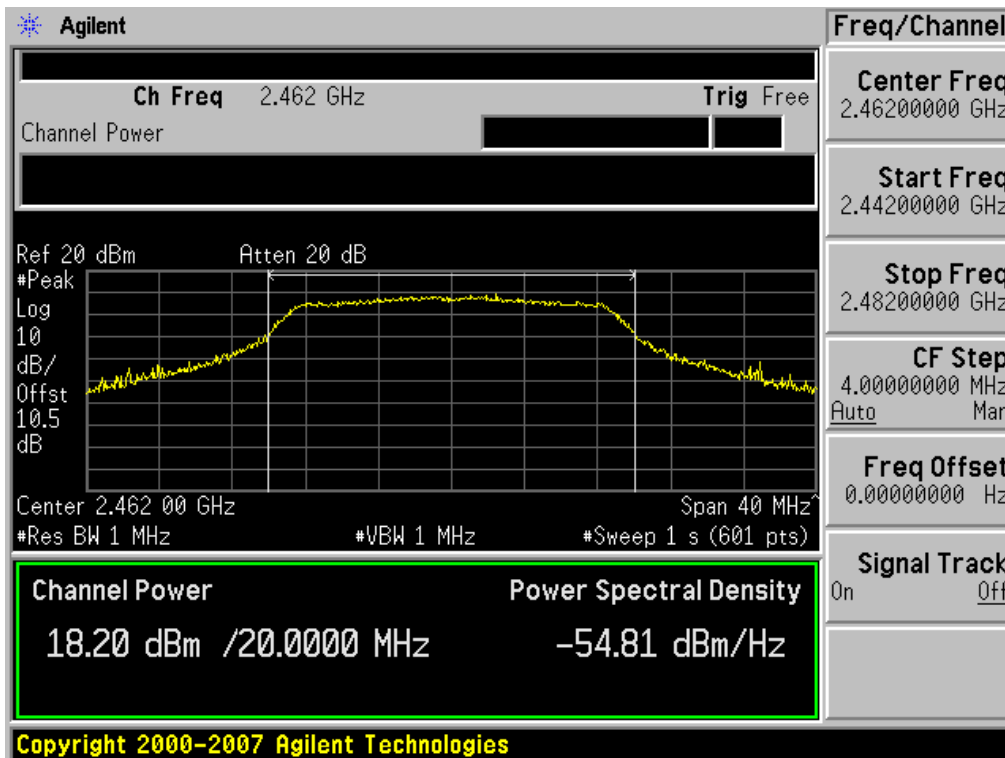 Agilent
Freq/Channel
Ch Freq 2.462 GHz Trig Free
Channel Power
Center Freq
2.46200000 GHz
Start Freq
2.44200000 GHz
Stop Freq
2.48200000 GHz
CF Step
4.00000000 MHz
Auto Man
Freq Offset
0.00000000 Hz
Signal Track
On Off
Ref 20 dBm Atten 20 dB
#Peak
Log
10
dB/
Offst
10.5
dB
Center 2.462 00 GHz Span 40 MHz^
#Res BW 1 MHz #VBW 1 MHz #Sweep 1 s (601 pts)
Channel Power Power Spectral Density
18.20 dBm /20.0000 MHz -54.81 dBm/Hz
Copyright 2000-2007 Agilent Technologies